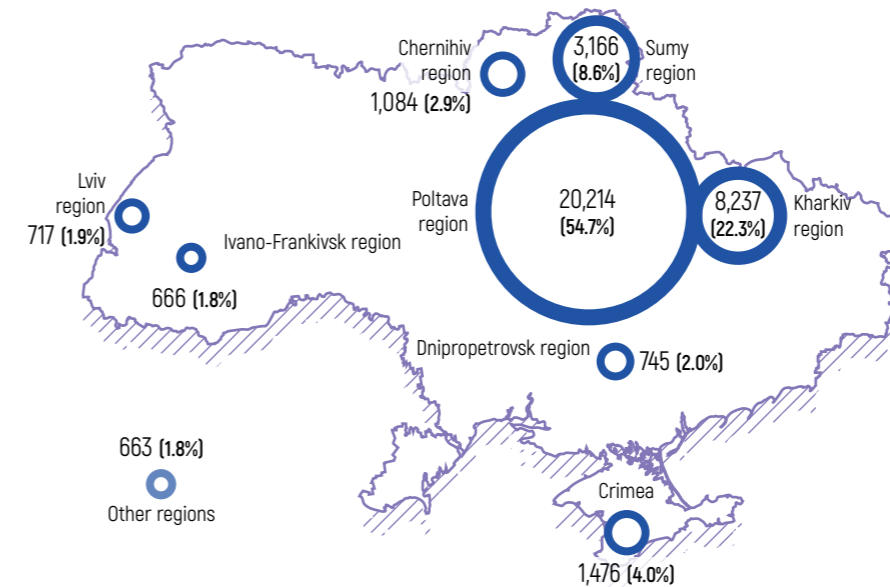 Chernihiv
region
1,084 (2.9%)
3,166
(8.6%)
Sumy
region
Lviv
region
717 (1.9%)
Ivano-Frankivsk region
666 (1.8%)
Poltava
region
20,214
(54.7%)
8,237
(22.3%)
Kharkiv
region
Dnipropetrovsk region
745 (2.0%)
663 (1.8%)
Other regions
Crimea
1,476 (4.0%)